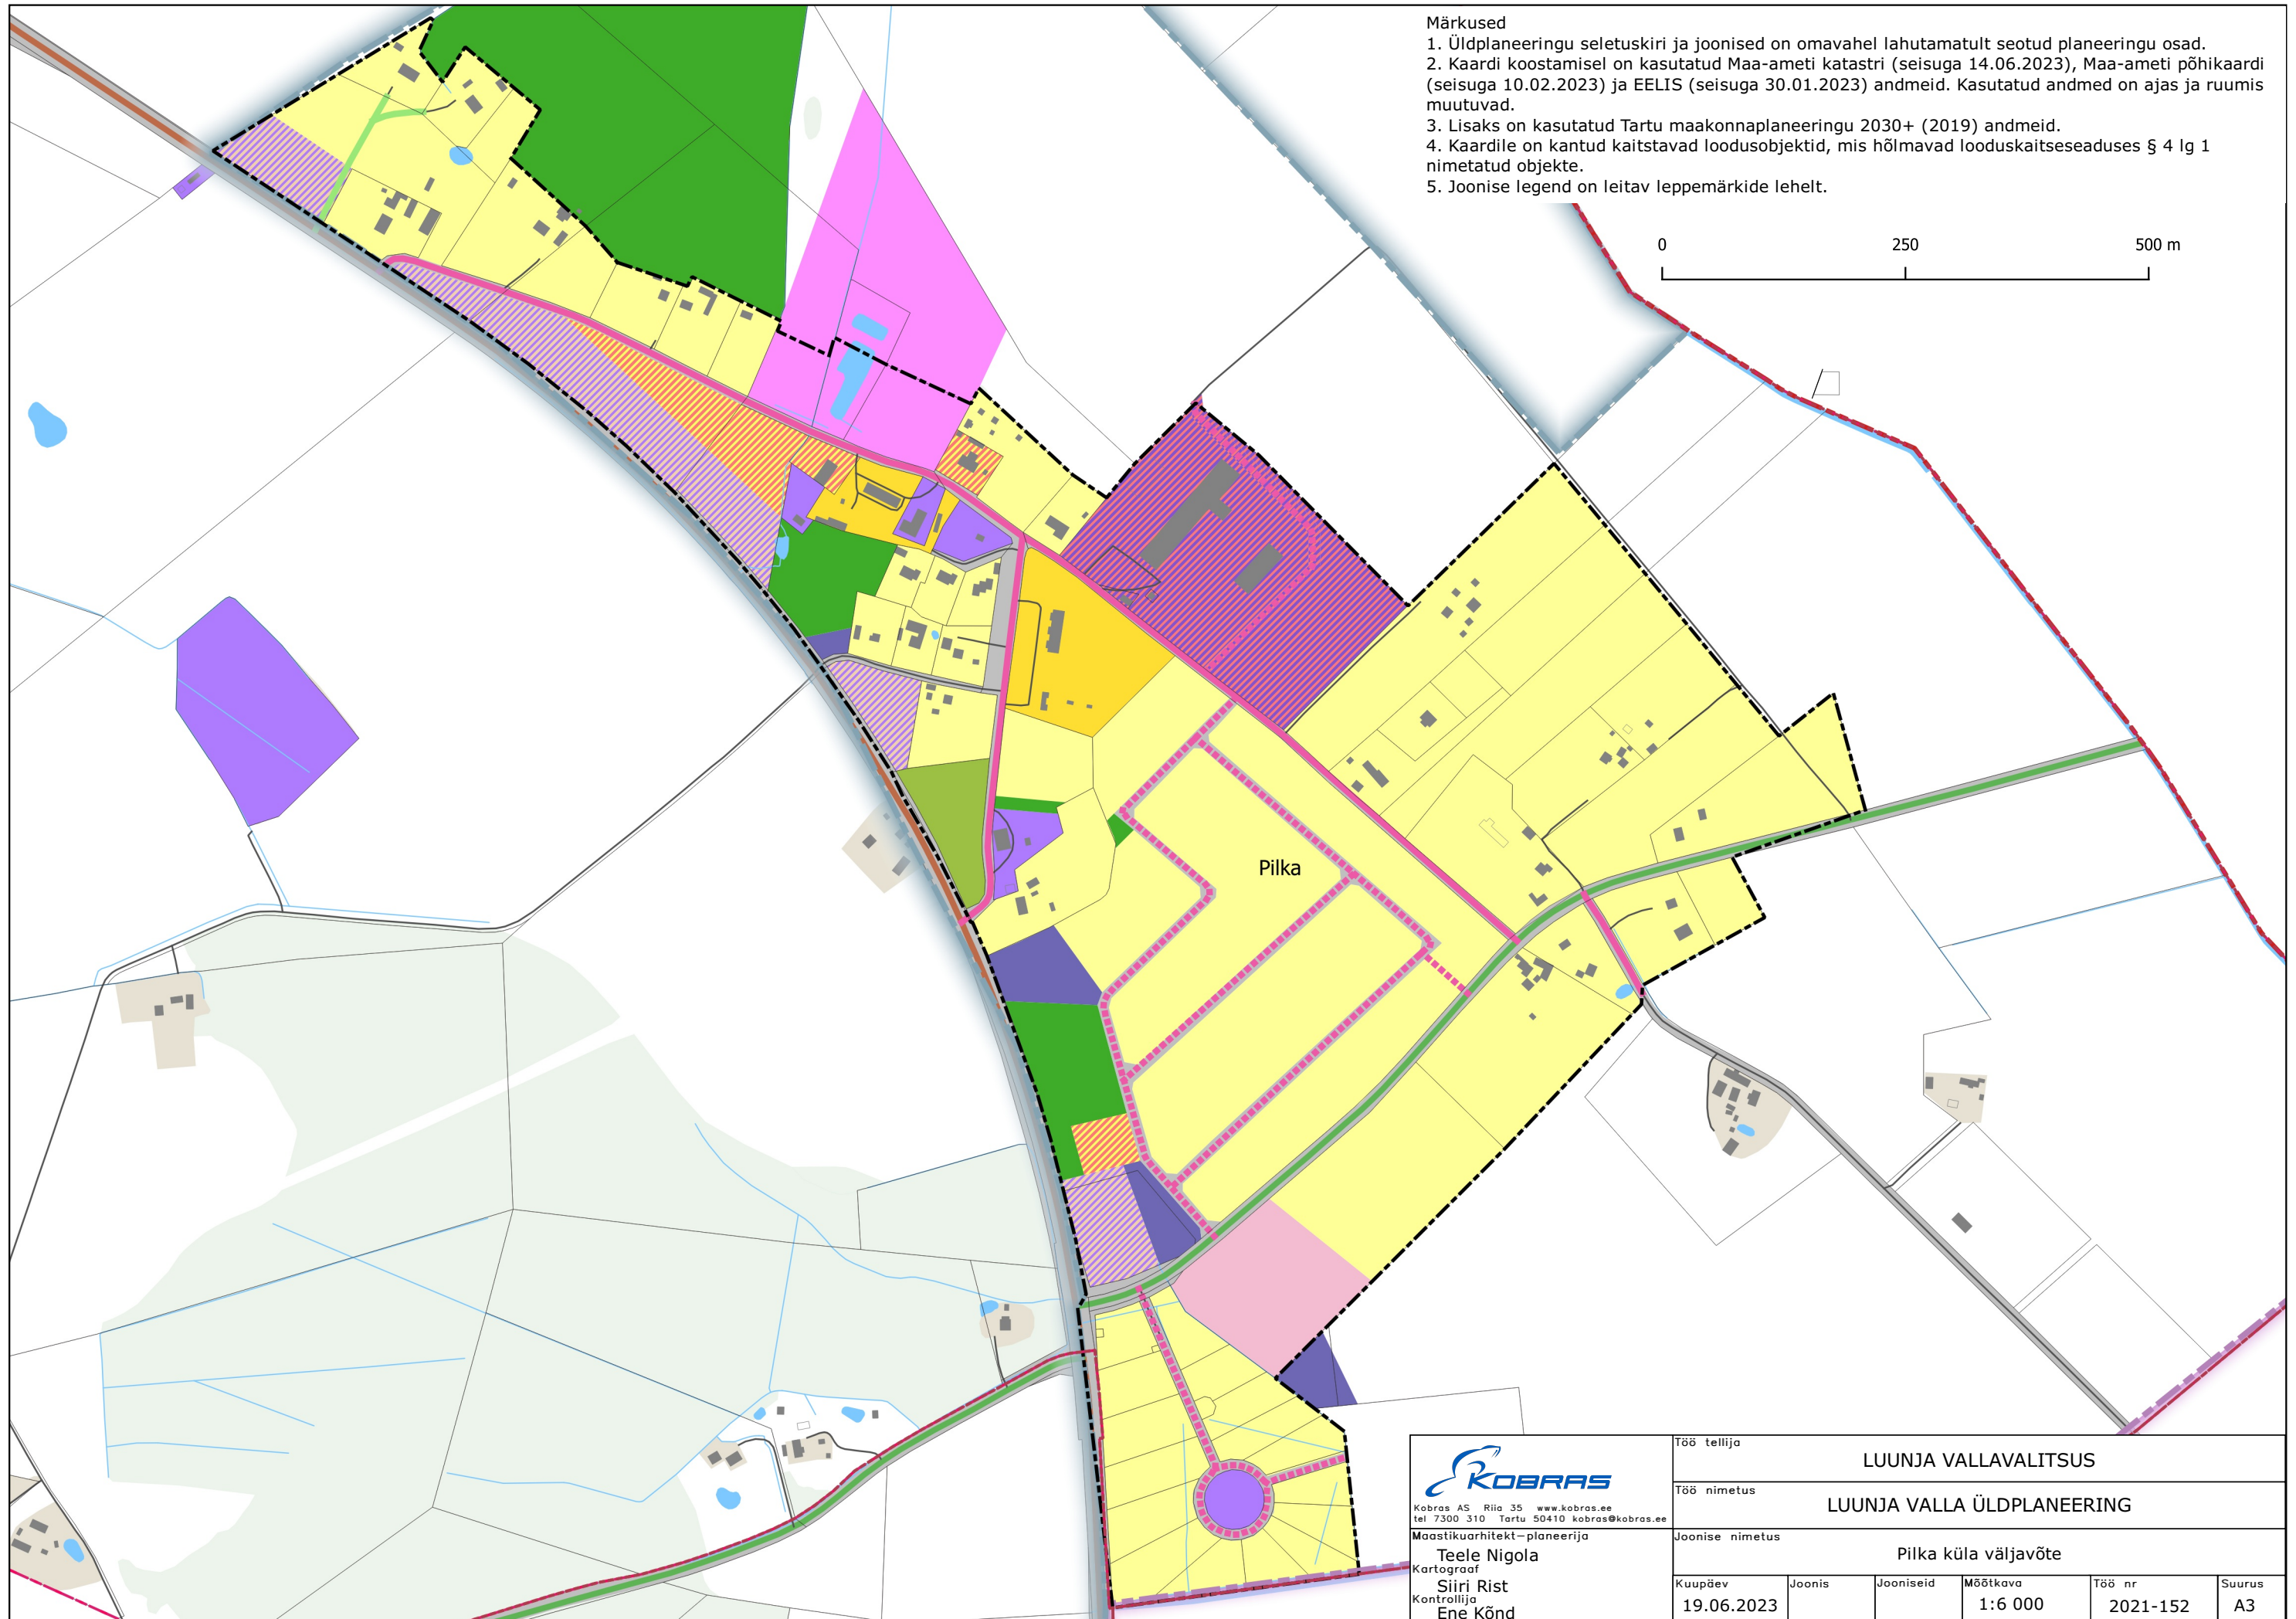 Märkused
1. Üldplaneeringu seletuskiri ja joonised on omavahel lahutamatult seotud planeeringu osad.
2. Kaardi koostamisel on kasutatud Maa-ameti katastri (seisuga 14.06.2023), Maa-ameti põhikaardi
(seisuga 10.02.2023) ja EELIS (seisuga 30.01.2023) andmeid. Kasutatud andmed on ajas ja ruumis
muutuvad.
3. Lisaks on kasutatud Tartu maakonnaplaneeringu 2030+ (2019) andmeid.
4. Kaardile on kantud kaitstavad loodusobjektid, mis hõlmavad looduskaitseseaduses § 4 lg 1
nimetatud objekte.
5. Joonise legend on leitav leppemärkide lehelt.
0 250 500 m
Pilka
KOBRAS
Kobras AS Riia 35 www.kobras.ee
tel 7300 310 Tartu 50410 kobras@kobras.ee
Maastikuarhitekt-planeerija
Teele Nigola
Kartograaf
Siiri Rist
Kontrollija
Ene Kõnd
Töö tellija
LUUNJA VALLAVALITSUS
Töö nimetus
LUUNJA VALLA ÜLDPLANEERING
Joonise nimetus
Pilka küla väljavõte
Kuupäev Joonis Jooniseid Mõõtkava Töö nr Suurus
19.06.2023 1:6 000 2021-152 A3